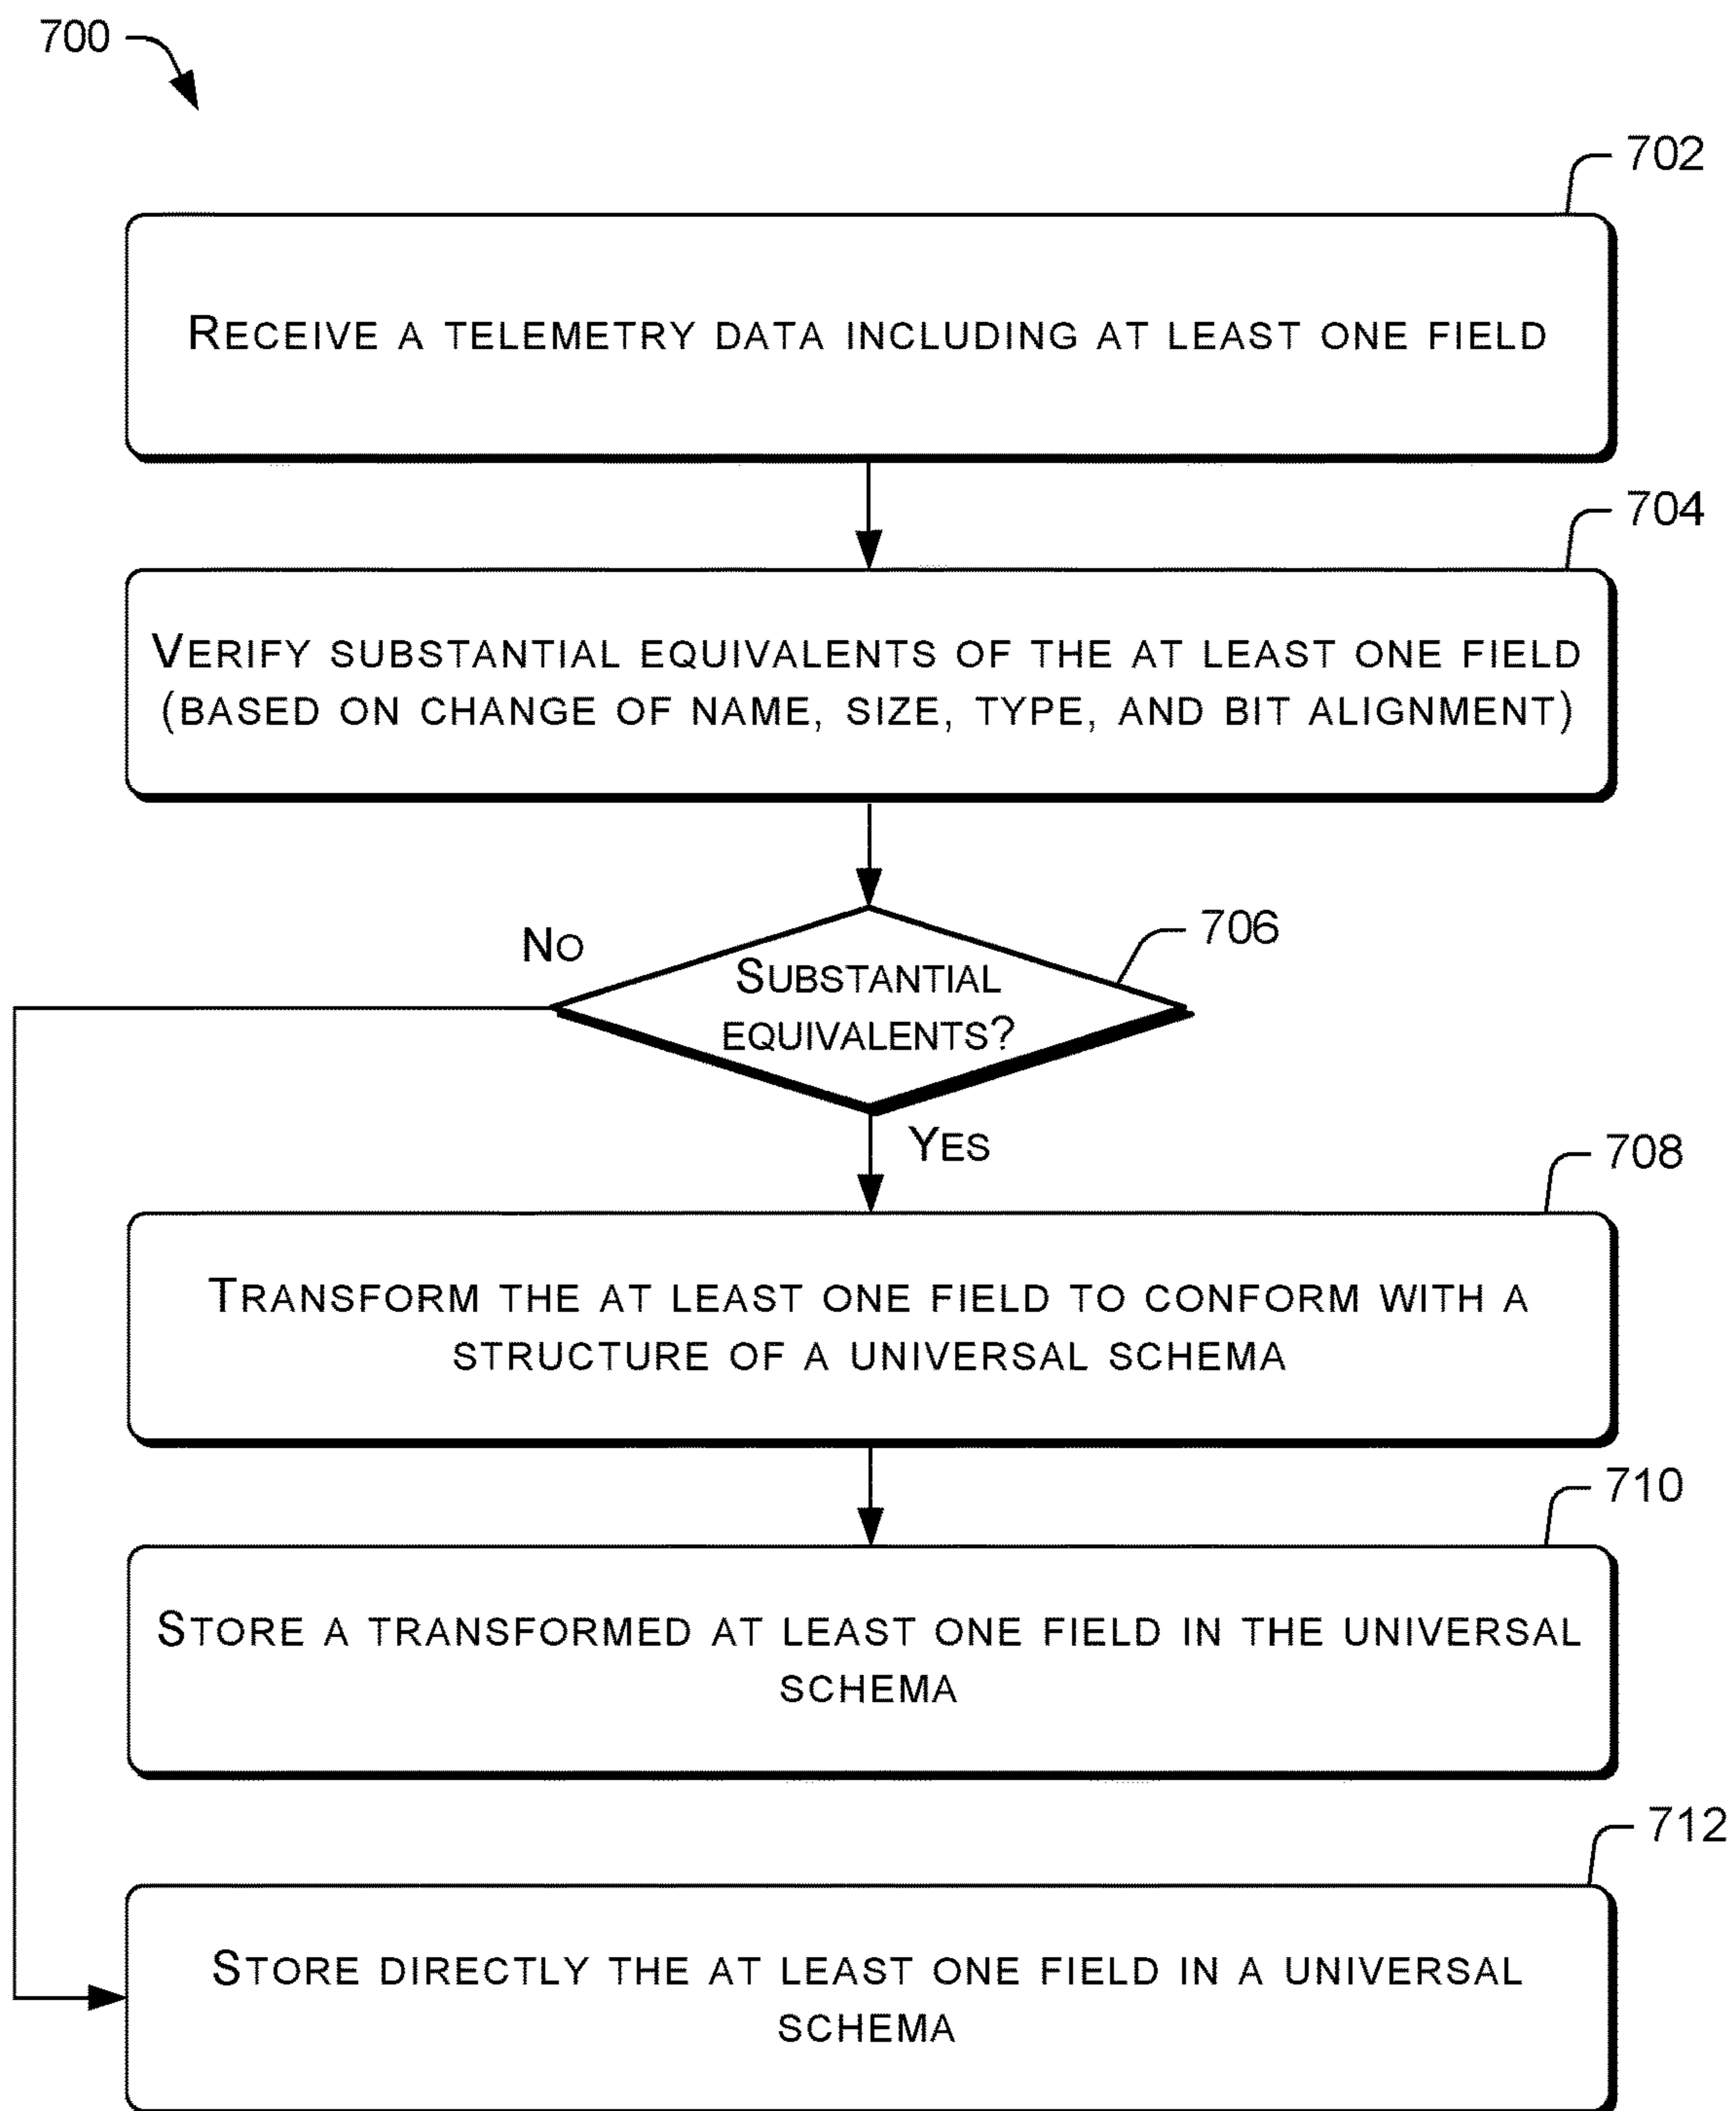 700
702
RECEIVE A TELEMETRY DATA INCLUDING AT LEAST ONE FIELD
704
VERIFY SUBSTANTIAL EQUIVALENTS OF THE AT LEAST ONE FIELD
(BASED ON CHANGE OF NAME, SIZE, TYPE, AND BIT ALIGNMENT)
706
NO
SUBSTANTIAL
EQUIVALENTS?
YES
708
TRANSFORM THE AT LEAST ONE FIELD TO CONFORM WITH A
STRUCTURE OF A UNIVERSAL SCHEMA
710
STORE A TRANSFORMED AT LEAST ONE FIELD IN THE UNIVERSAL
SCHEMA
712
STORE DIRECTLY THE AT LEAST ONE FIELD IN A UNIVERSAL
SCHEMA